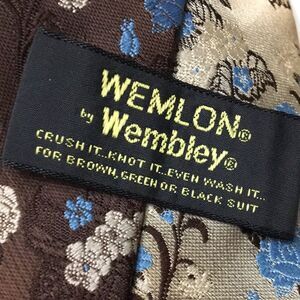 WEMLON®
by Wembley®
CRUSH IT...KNOT IT...EVEN WASH IT...
FOR BROWN, GREEN OR BLACK SUIT